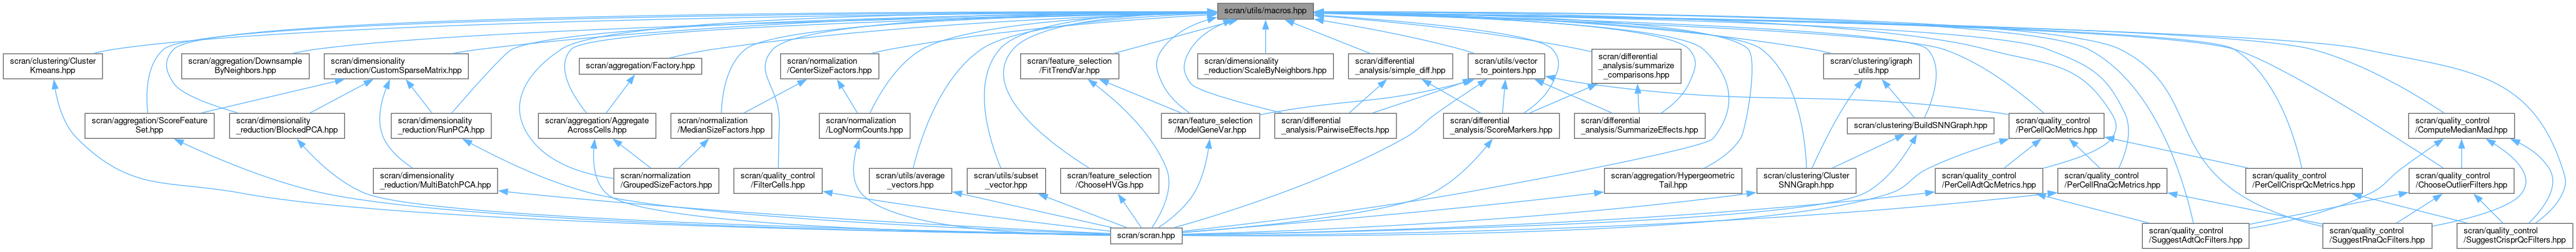 scran/utils/macros.hpp
scran/clustering/Cluster
Kmeans.hpp
scran/aggregation/Downsample
ByNeighbors.hpp
scran/dimensionality
_reduction/CustomSparseMatrix.hpp
scran/aggregation/Factory.hpp
scran/normalization
/CenterSizeFactors.hpp
scran/feature_selection
/FitTrendVar.hpp
scran/dimensionality
_reduction/ScaleByNeighbors.hpp
scran/differential
_analysis/simple_diff.hpp
scran/utils/vector
_to_pointers.hpp
scran/differential
_analysis/summarize
_comparisons.hpp
scran/clustering/igraph
_utils.hpp
scran/aggregation/ScoreFeature
Set.hpp
scran/dimensionality
_reduction/BlockedPCA.hpp
scran/dimensionality
_reduction/RunPCA.hpp
scran/aggregation/Aggregate
AcrossCells.hpp
scran/normalization
/MedianSizeFactors.hpp
scran/normalization
/LogNormCounts.hpp
scran/feature_selection
/ModelGeneVar.hpp
scran/differential
_analysis/PairwiseEffects.hpp
scran/differential
_analysis/ScoreMarkers.hpp
scran/differential
_analysis/SummarizeEffects.hpp
scran/clustering/BuildSNNGraph.hpp
scran/quality_control
/PerCellQcMetrics.hpp
scran/quality_control
/ComputeMedianMad.hpp
scran/dimensionality
_reduction/MultiBatchPCA.hpp
scran/normalization
/GroupedSizeFactors.hpp
scran/quality_control
/FilterCells.hpp
scran/utils/average
_vectors.hpp
scran/utils/subset
_vector.hpp
scran/feature_selection
/ChooseHVGs.hpp
scran/aggregation/Hypergeometric
Tail.hpp
scran/clustering/Cluster
SNNGraph.hpp
scran/quality_control
/PerCellAdtQcMetrics.hpp
scran/quality_control
/PerCellRnaQcMetrics.hpp
scran/quality_control
/PerCellCrisprQcMetrics.hpp
scran/quality_control
/ChooseOutlierFilters.hpp
scran/scran.hpp
scran/quality_control
/SuggestAdtQcFilters.hpp
scran/quality_control
/SuggestRnaQcFilters.hpp
scran/quality_control
/SuggestCrisprQcFilters.hpp